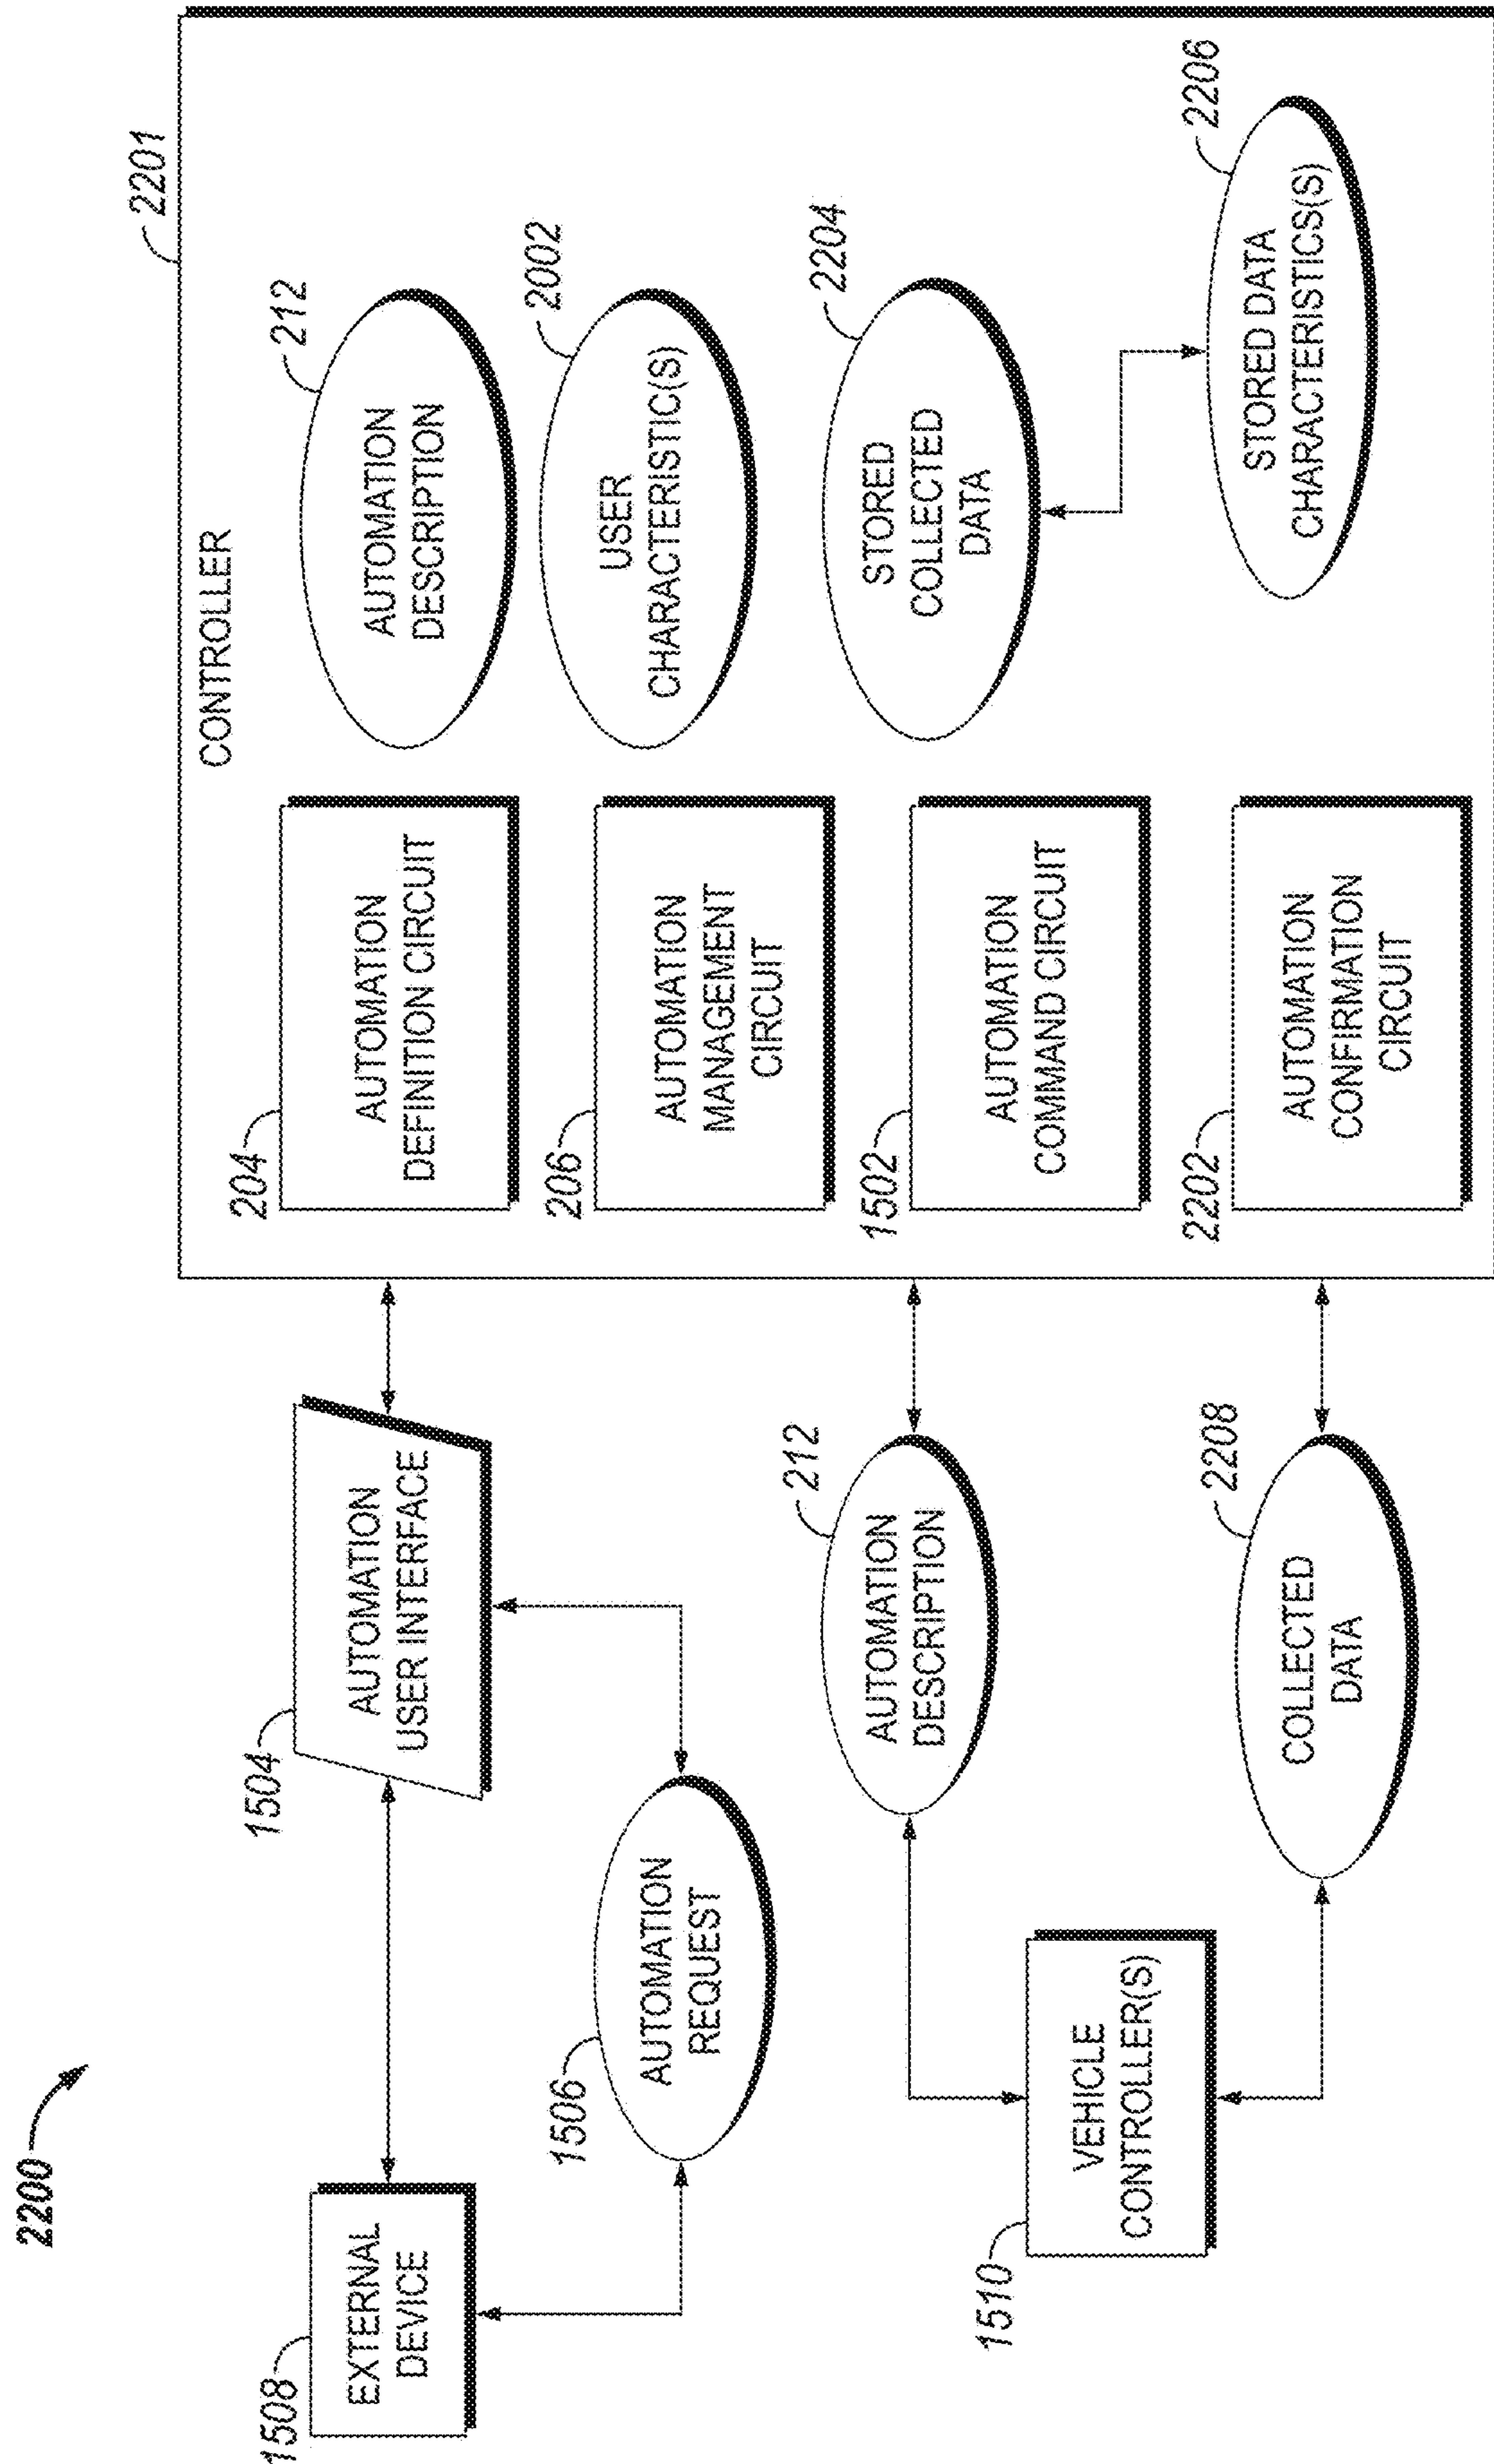 2200
1508
EXTERNAL
DEVICE
1504
AUTOMATION
USER INTERFACE
1506
AUTOMATION
REQUEST
1510
VEHICLE
CONTROLLER(S)
212
AUTOMATION
DESCRIPTION
2208
COLLECTED
DATA
2201
CONTROLLER
204
AUTOMATION
DEFINITION CIRCUIT
206
AUTOMATION
MANAGEMENT
CIRCUIT
1502
AUTOMATION
COMMAND CIRCUIT
2202
AUTOMATION
CONFIRMATION
CIRCUIT
212
AUTOMATION
DESCRIPTION
2002
USER
CHARACTERISTIC(S)
2204
STORED
COLLECTED
DATA
2206
STORED DATA
CHARACTERISTICS(S)